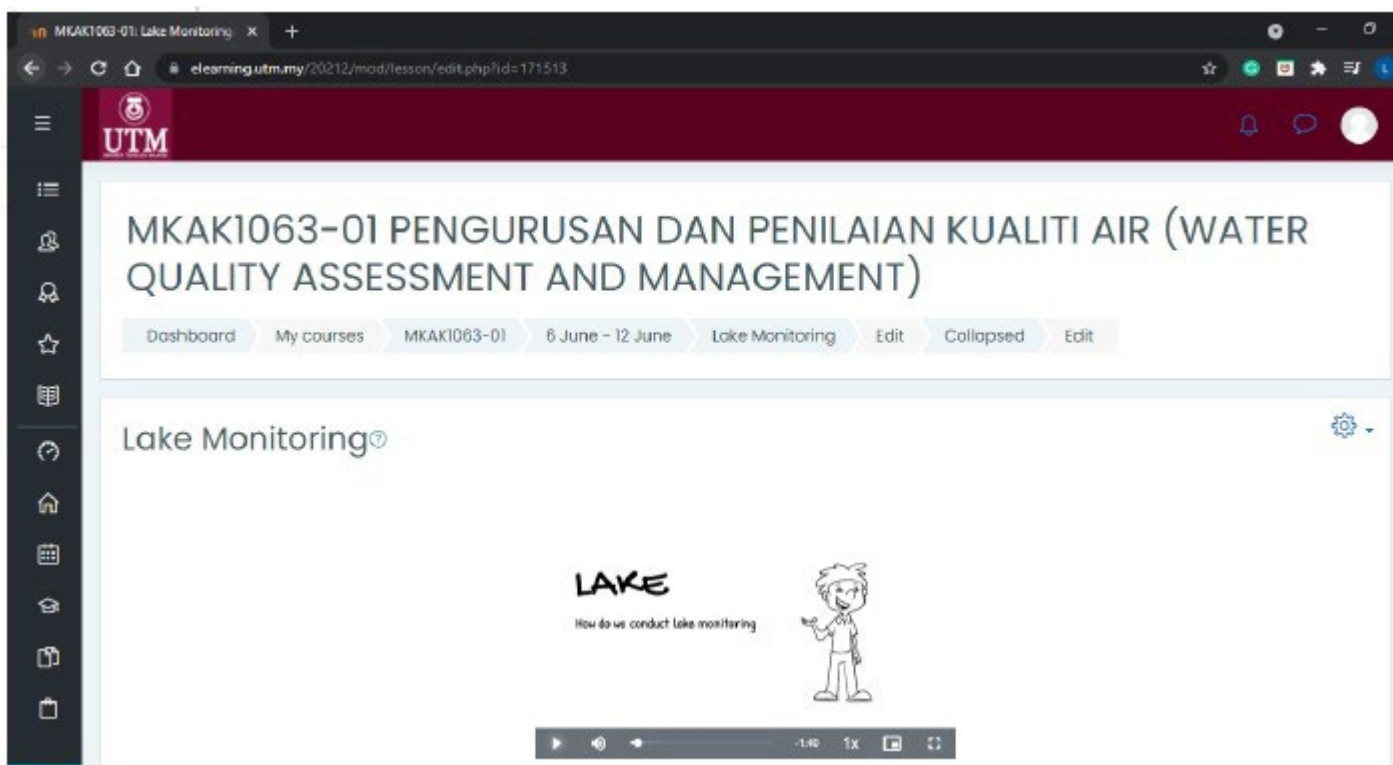 MKAK1063-01: Lake Monitoring
elearning.utm.my/20212/mod/lesson/edit.php?id=171513
UTM
MKAK1063-01 PENGURUSAN DAN PENILAIAN KUALITI AIR (WATER
QUALITY ASSESSMENT AND MANAGEMENT)
Dashboard My courses MKAK1063-01 6 June - 12 June Lake Monitoring Edit Collapsed Edit
Lake Monitoring
LAKE
How do we conduct lake monitoring
-1:40 1x